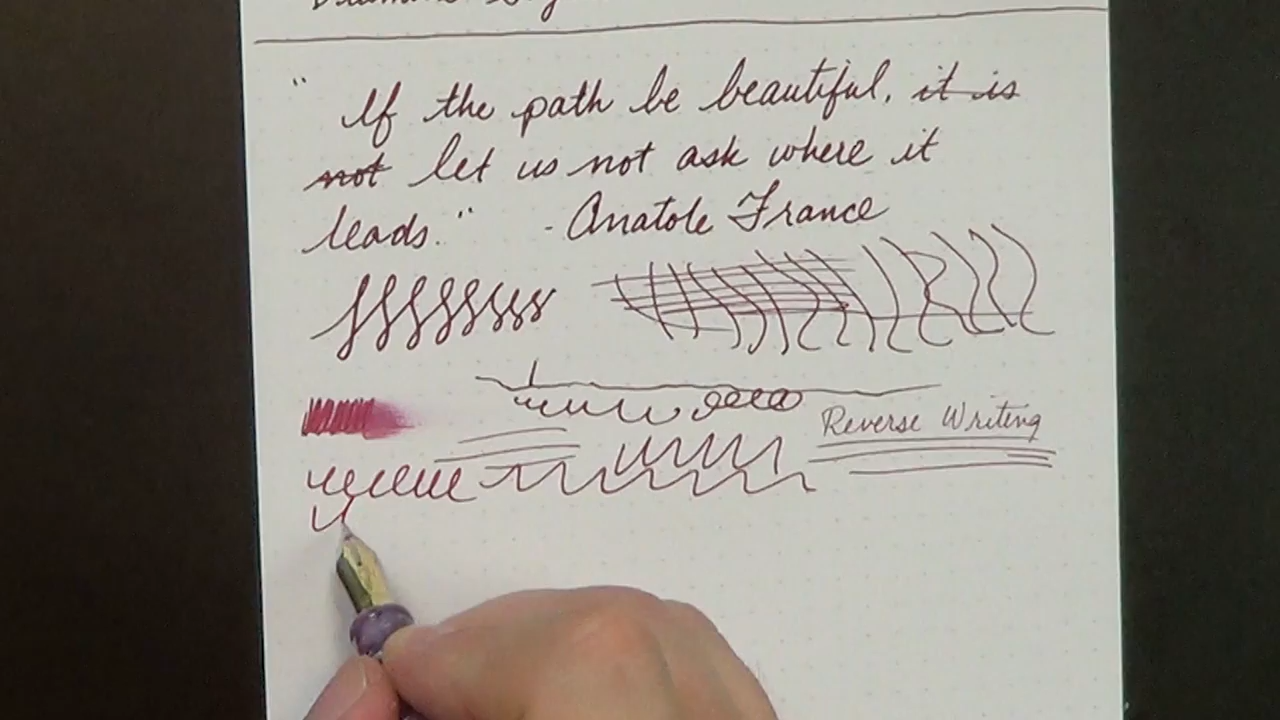 "If the path be beautiful, it is
not let us not ask where it
leads." - Anatole France
Reverse Writing